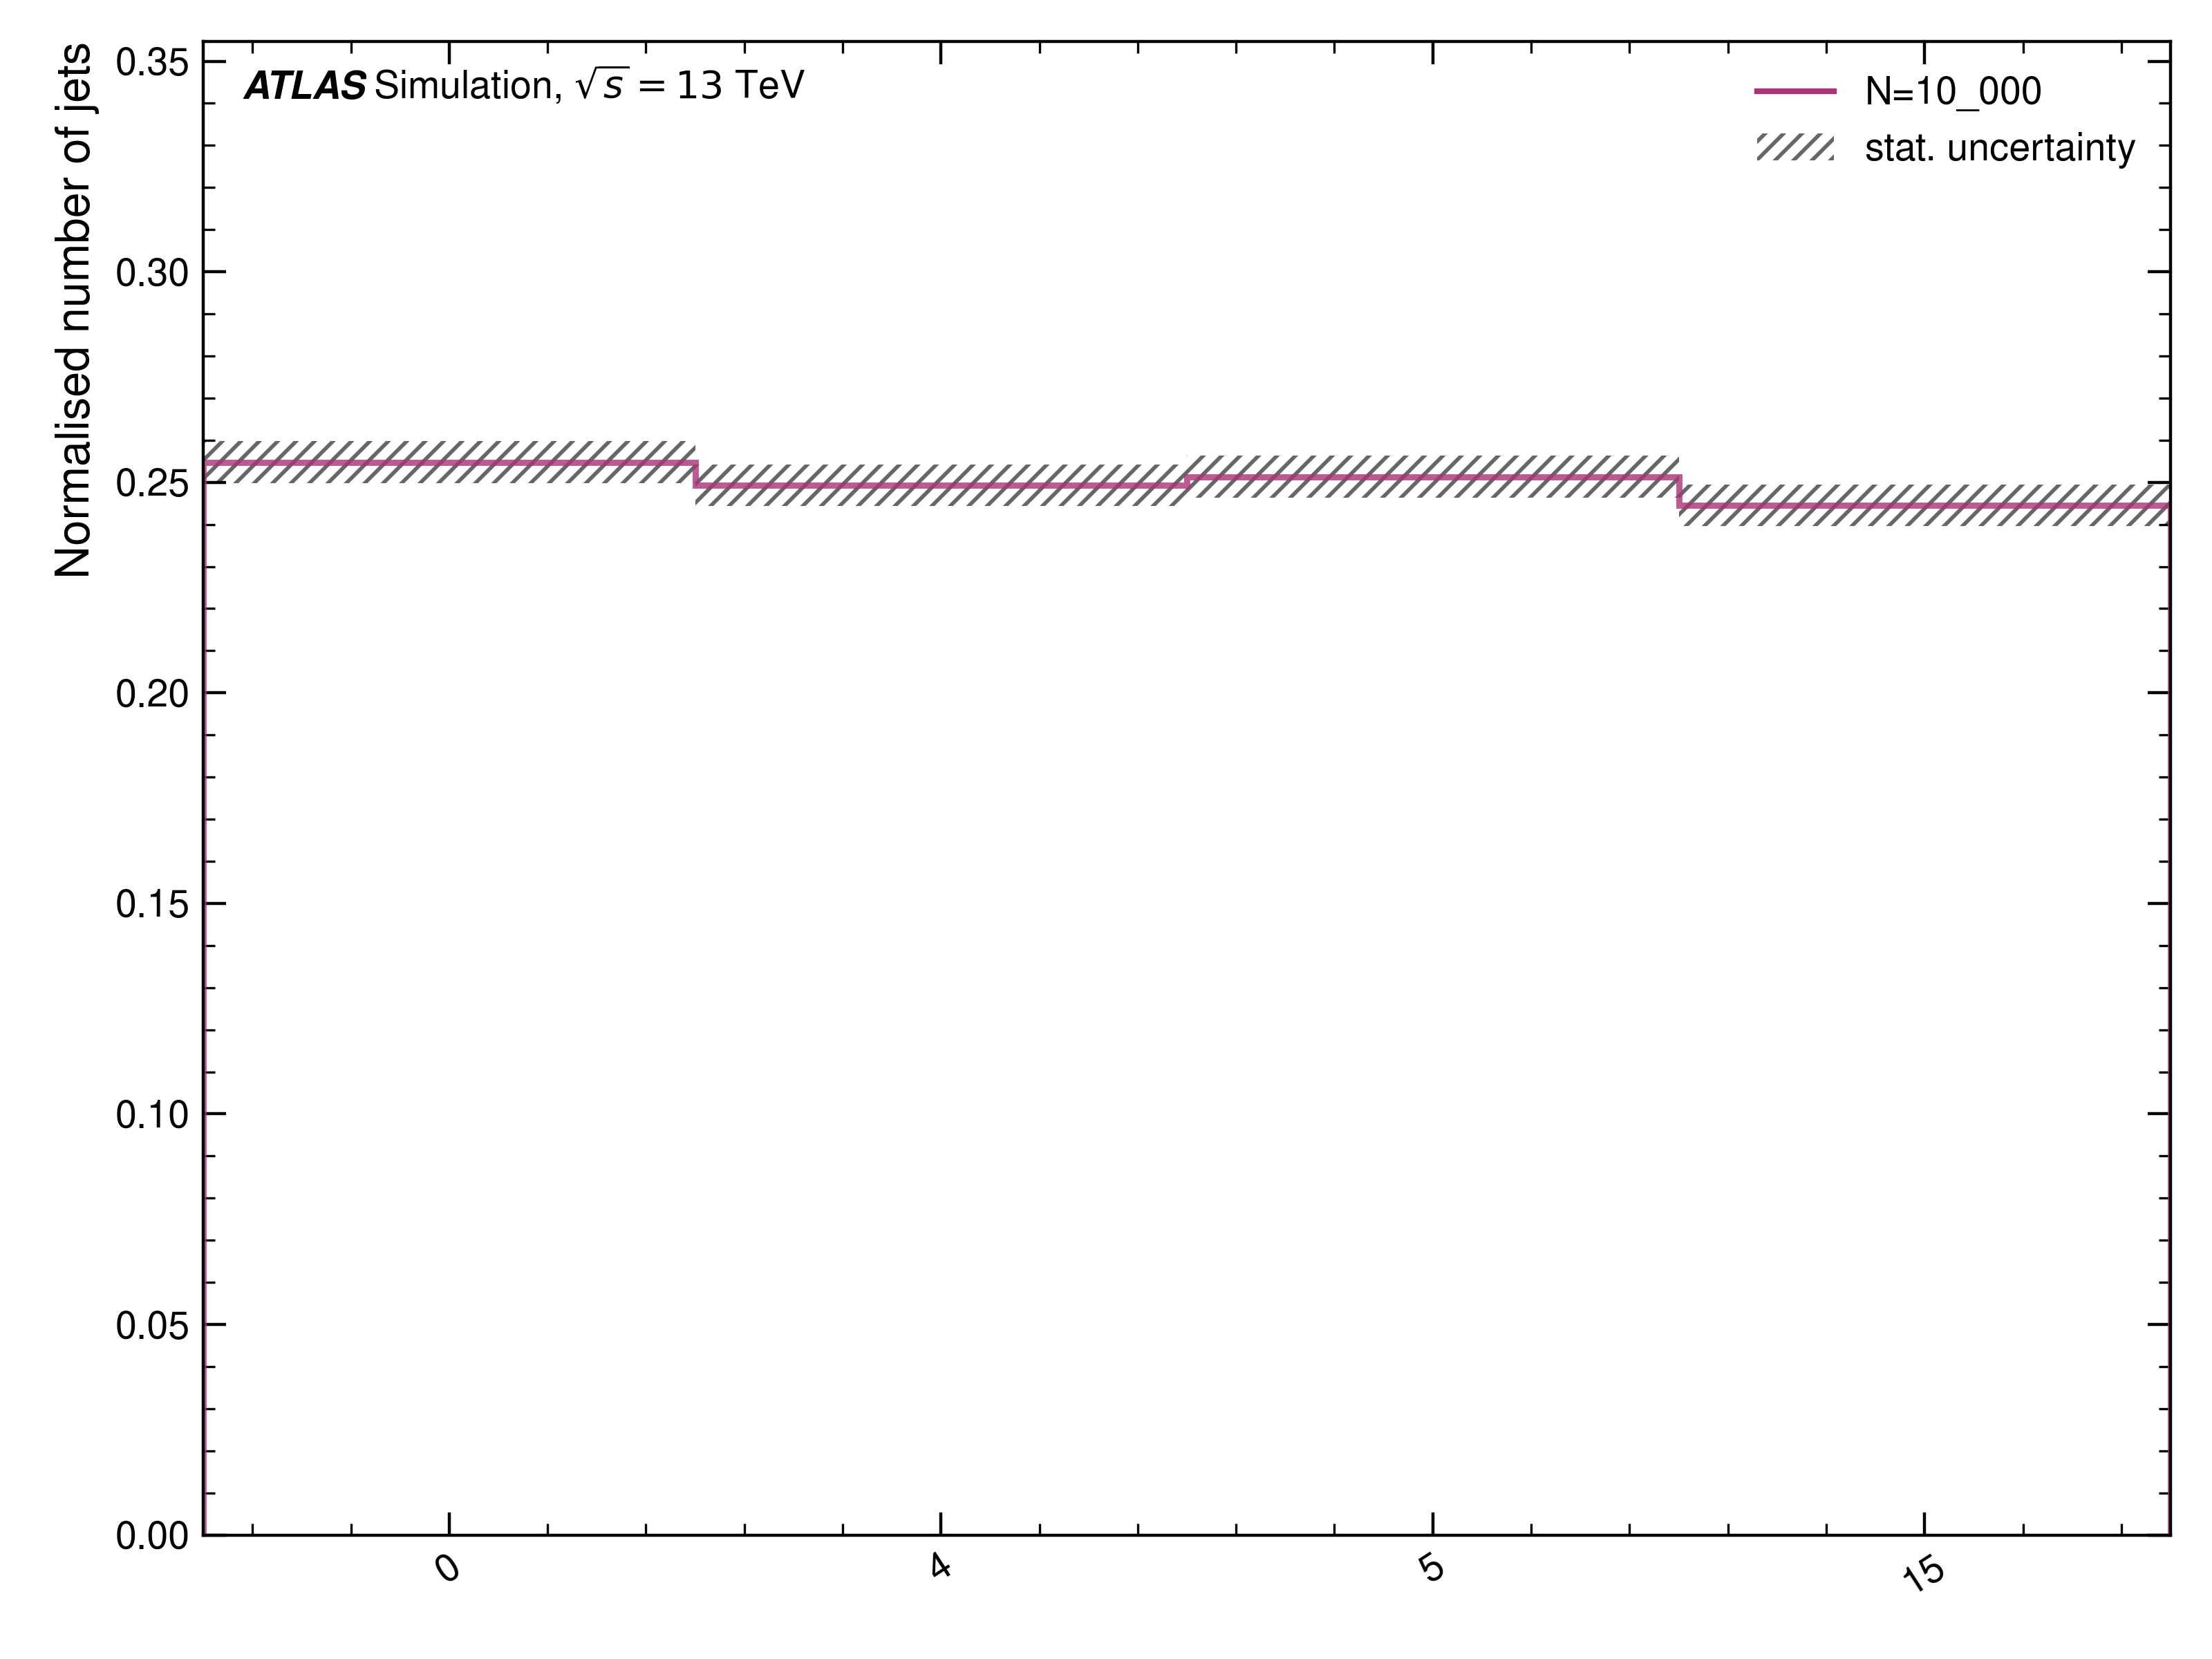 Normalised number of jets
ATLAS Simulation, √s = 13 TeV
N=10_000
stat. uncertainty
0.35
0.30
0.25
0.20
0.15
0.10
0.05
0.00
0 4 5 15